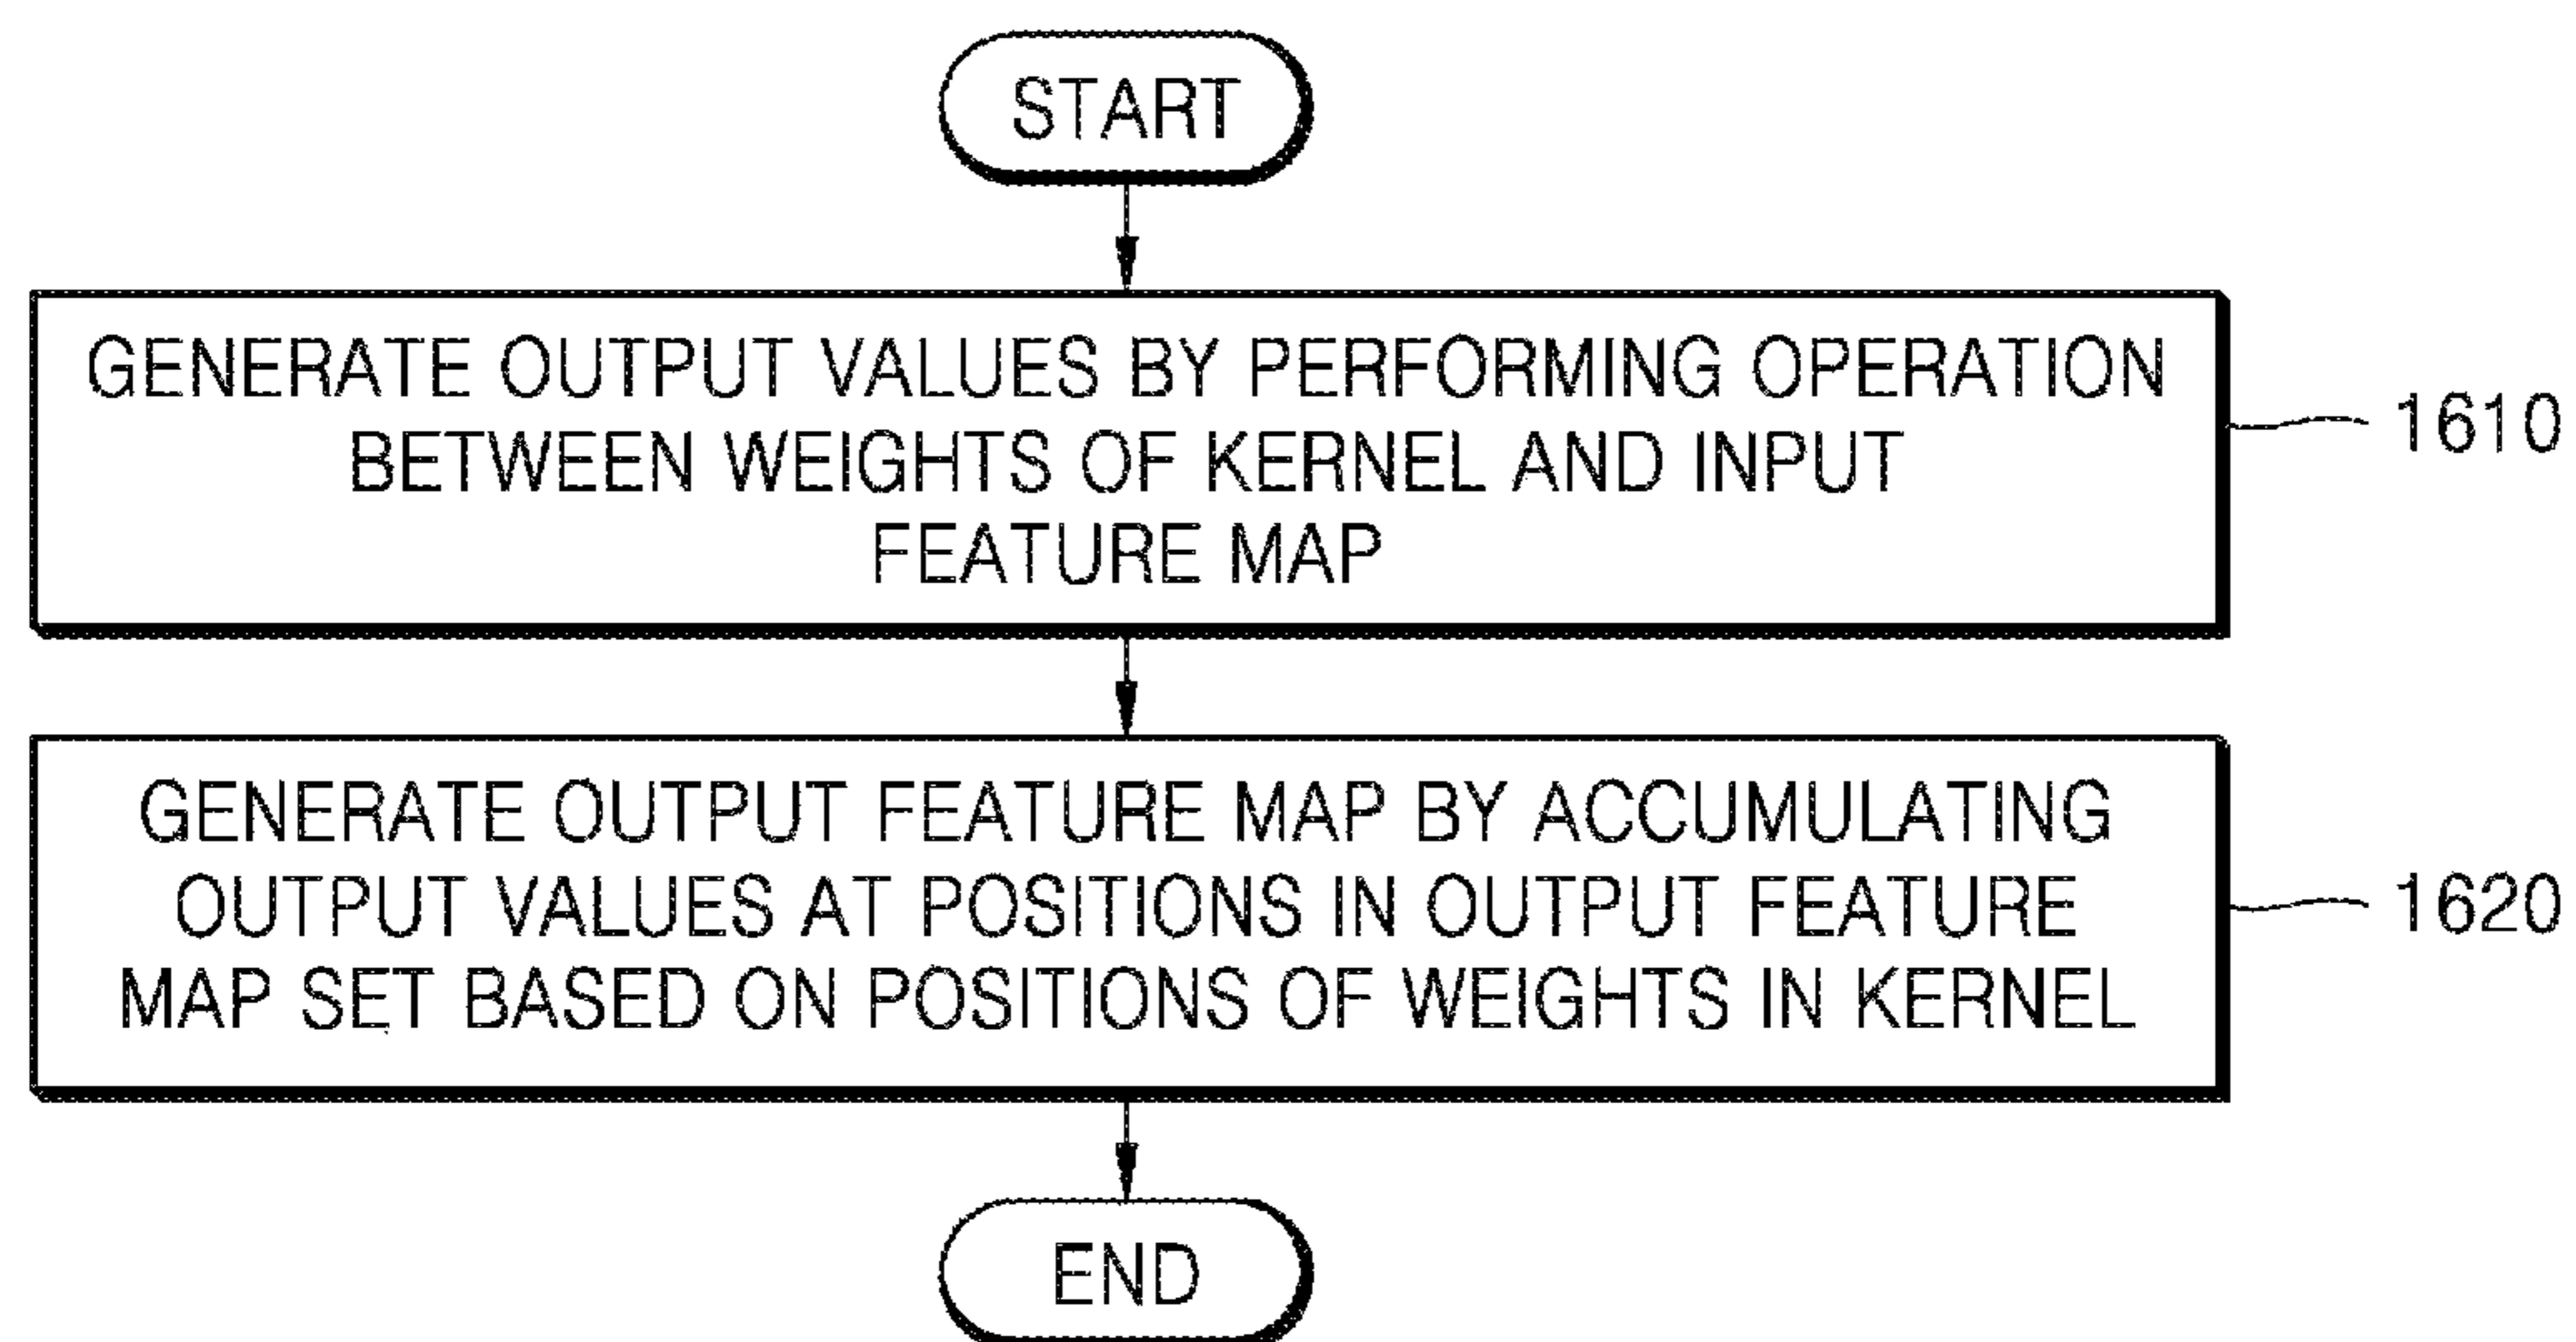 START
GENERATE OUTPUT VALUES BY PERFORMING OPERATION
BETWEEN WEIGHTS OF KERNEL AND INPUT
FEATURE MAP
1610
GENERATE OUTPUT FEATURE MAP BY ACCUMULATING
OUTPUT VALUES AT POSITIONS IN OUTPUT FEATURE
MAP SET BASED ON POSITIONS OF WEIGHTS IN KERNEL
1620
END